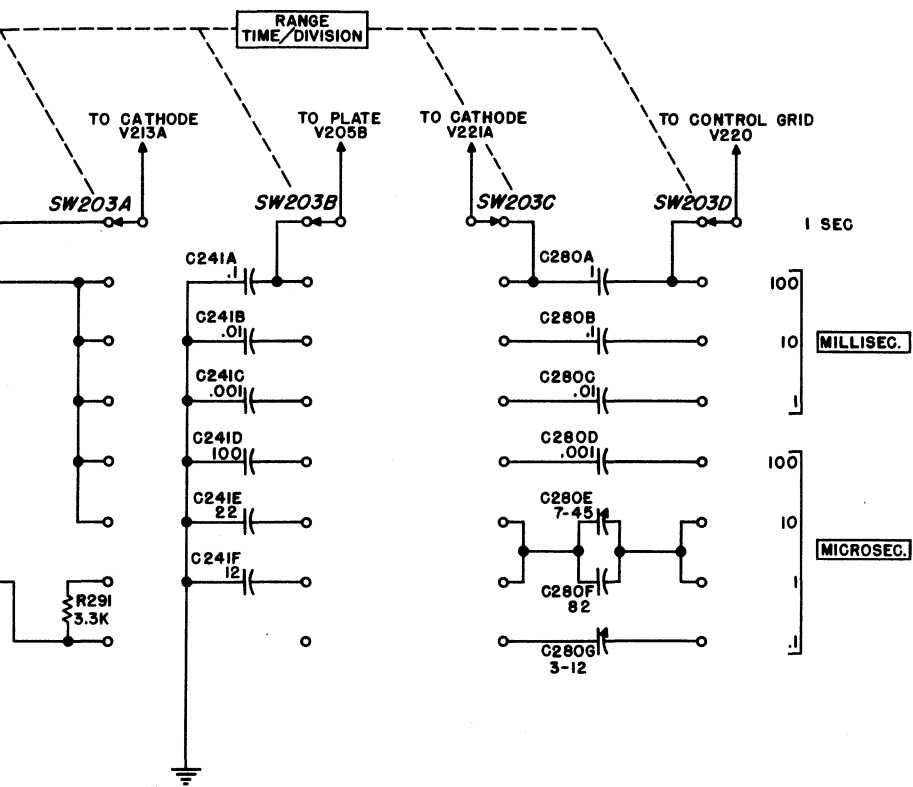 RANGE
TIME/DIVISION
TO CATHODE
V213A
TO PLATE
V205B
TO CATHODE
V221A
TO CONTROL GRID
V220
SW203A
SW203B
SW203C
SW203D
1 SEC
C241A
.1
C280A
1
100
C241B
.01
C280B
.1
10
MILLISEC.
C241C
.001
C280C
.01
1
C241D
100
C280D
.001
100
C241E
22
C280E
7-45
10
MICROSEC.
C241F
12
C280F
82
1
R291
3.3K
C280G
3-12
.1